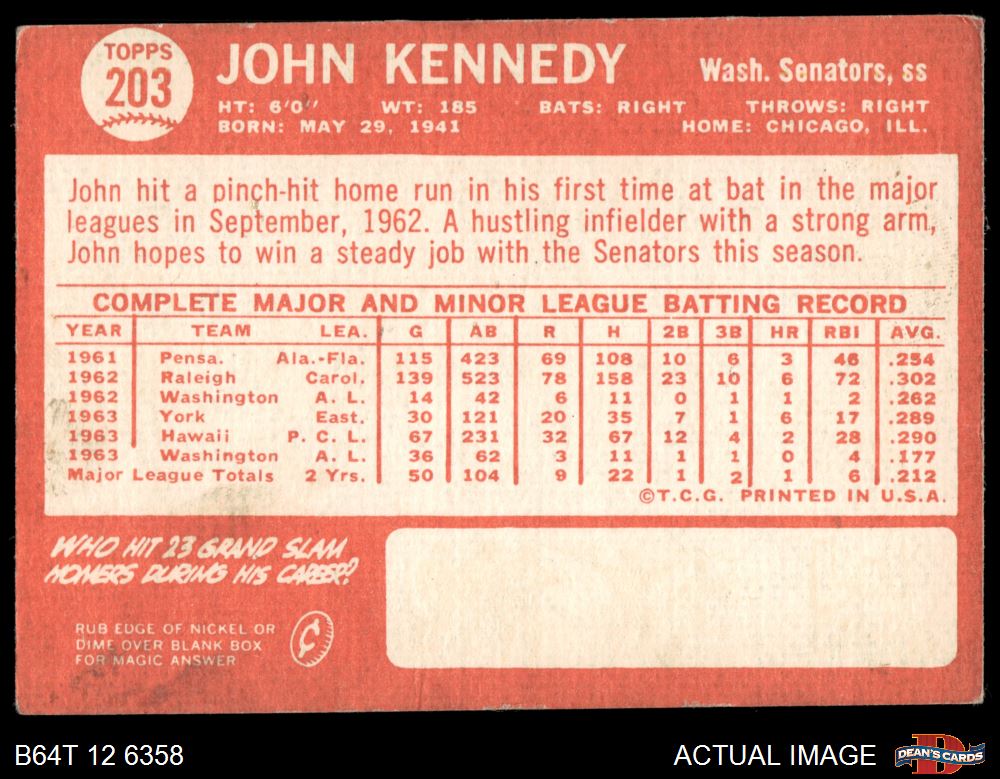 TOPPS
203
JOHN KENNEDY
Wash. Senators, ss
HT: 6'0" WT: 185 BATS: RIGHT THROWS: RIGHT
BORN: MAY 29, 1941 HOME: CHICAGO, ILL.
John hit a pinch-hit home run in his first time at bat in the major
leagues in September, 1962. A hustling infielder with a strong arm,
John hopes to win a steady job with the Senators this season.
COMPLETE MAJOR AND MINOR LEAGUE BATTING RECORD
YEAR TEAM LEA. G AB R H 2B 3B HR RBI AVG.
1961 Pensa. Ala.-Fla. 115 423 69 108 10 6 3 46 .254
1962 Raleigh Carol. 139 523 78 158 23 10 6 72 .302
1962 Washington A. L. 14 42 6 11 0 1 1 2 .262
1963 York East. 30 121 20 35 7 1 6 17 .289
1963 Hawaii P. C. L. 67 231 32 67 12 4 2 28 .290
1963 Washington A. L. 36 62 3 11 1 1 0 4 .177
Major League Totals 2 Yrs. 50 104 9 22 1 2 1 6 .212
©T.C.G. PRINTED IN U.S.A.
WHO HIT 23 GRAND SLAM
HOMERS DURING HIS CAREER?
RUB EDGE OF NICKEL OR
DIME OVER BLANK BOX
FOR MAGIC ANSWER
B64T 12 6358
ACTUAL IMAGE
DEAN'S CARDS